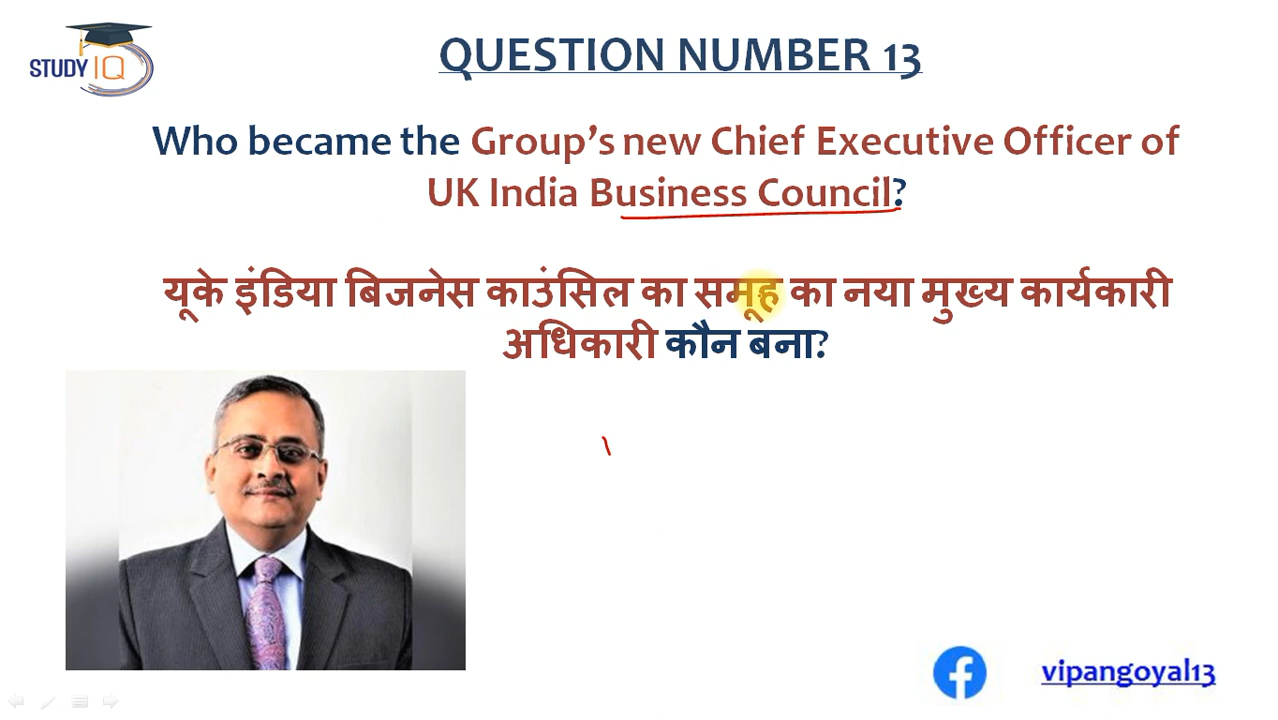 STUDY IQ
QUESTION NUMBER 13
Who became the Group's new Chief Executive Officer of
UK India Business Council?
यूके इंडिया बिजनेस काउंसिल का समूह का नया मुख्य कार्यकारी
अधिकारी कौन बना?
vipangoyal13